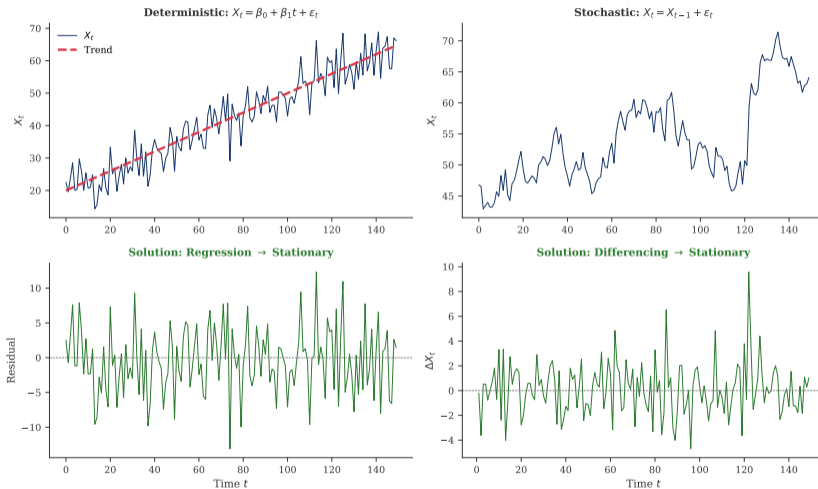 Deterministic: Xₜ = β₀ + β₁t + εₜ
70
60
50
40
30
20
Xₜ
Xₜ
Trend
0 20 40 60 80 100 120 140
Stochastic: Xₜ = Xₜ₋₁ + εₜ
70
65
60
55
50
45
Xₜ
0 20 40 60 80 100 120 140
Solution: Regression → Stationary
10
5
0
−5
−10
Residual
0 20 40 60 80 100 120 140
Time t
Solution: Differencing → Stationary
10
8
6
4
2
0
−2
−4
ΔXₜ
0 20 40 60 80 100 120 140
Time t